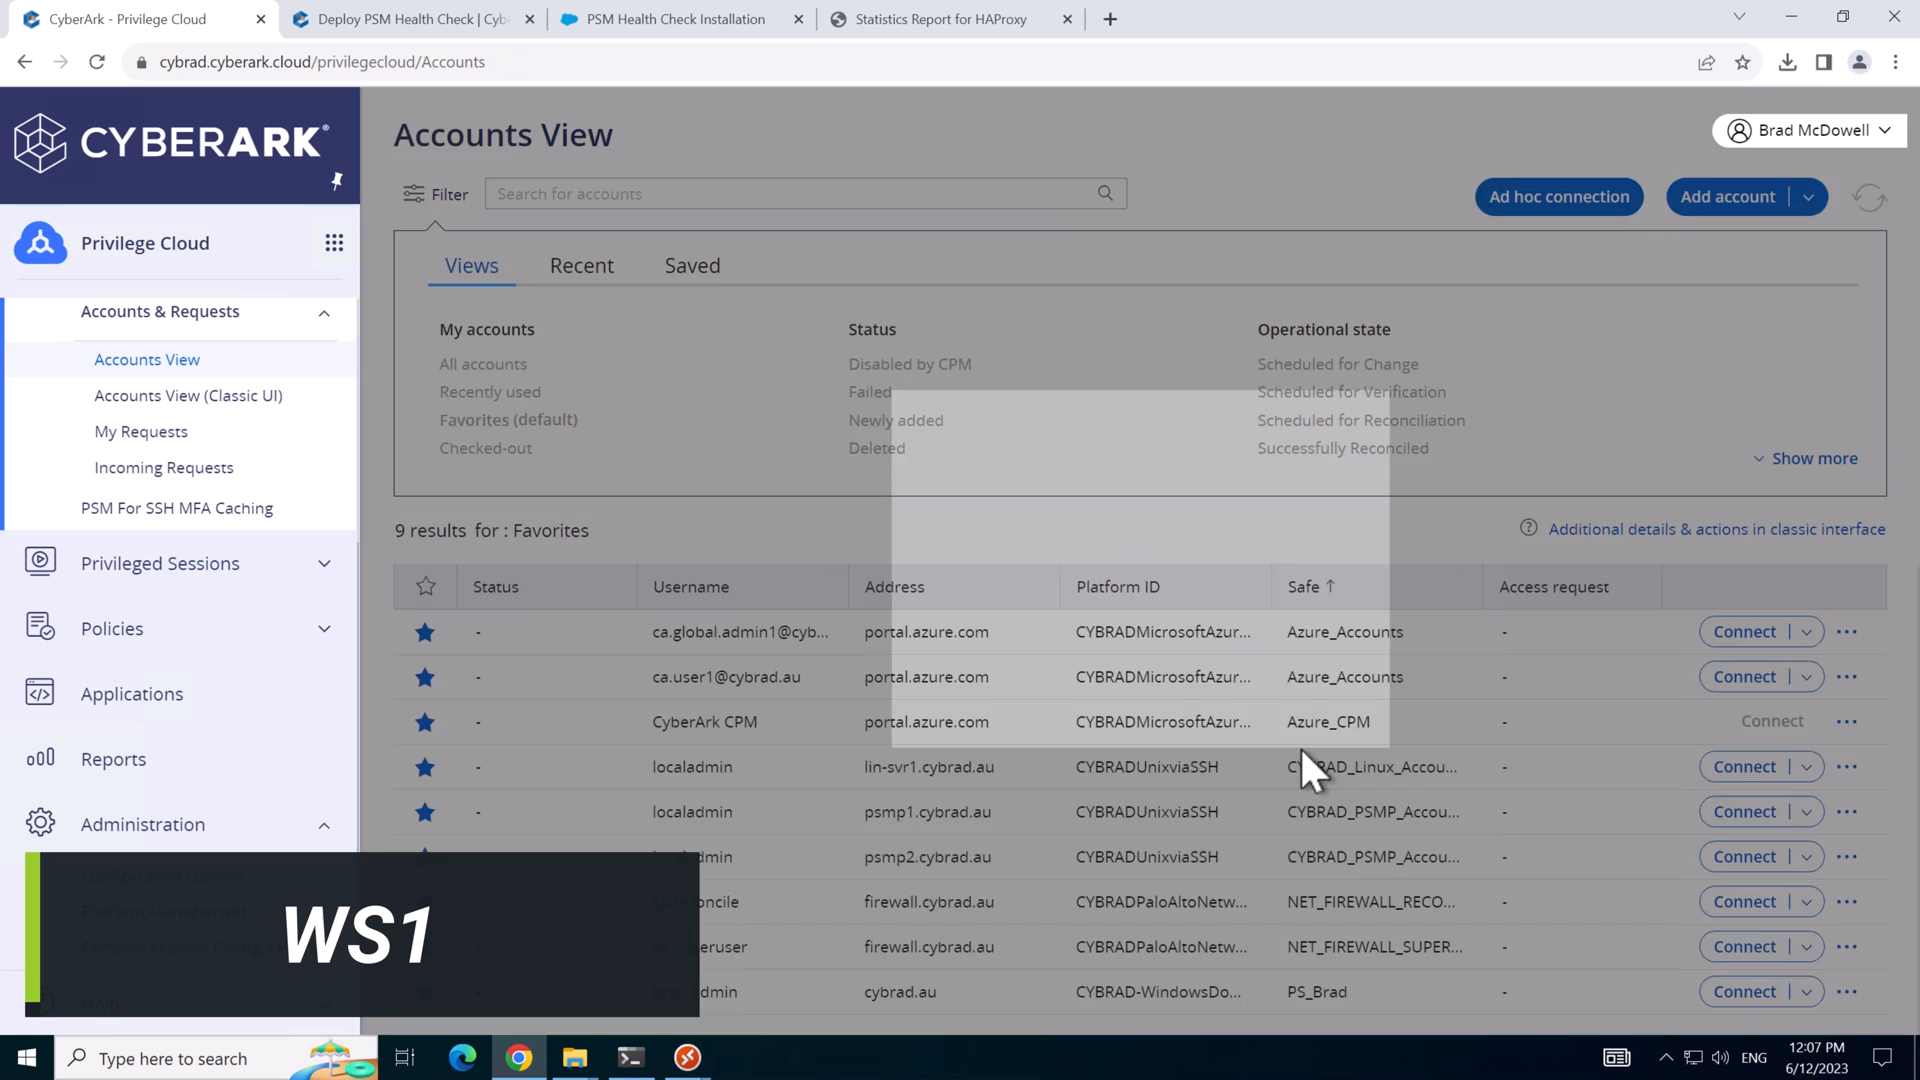 CyberArk - Privilege Cloud
Deploy PSM Health Check | Cyb
PSM Health Check Installation
Statistics Report for HAProxy
cybrad.cyberark.cloud/privilegecloud/Accounts
CYBERARK®
Privilege Cloud
Accounts & Requests
Accounts View
Accounts View (Classic UI)
My Requests
Incoming Requests
PSM For SSH MFA Caching
Privileged Sessions
Policies
Applications
Reports
Administration
Configuration Options
Platform Management
Help
WS1
Accounts View
Brad McDowell
Filter
Search for accounts
Ad hoc connection
Add account
Views Recent Saved
My accounts Status Operational state
All accounts Disabled by CPM Scheduled for Change
Recently used Failed Scheduled for Verification
Favorites (default) Newly added Scheduled for Reconciliation
Checked-out Deleted Successfully Reconciled
Show more
9 results for : Favorites
Additional details & actions in classic interface
Status Username Address Platform ID Safe ↑ Access request
- ca.global.admin1@cyb... portal.azure.com CYBRADMicrosoftAzur... Azure_Accounts - Connect
- ca.user1@cybrad.au portal.azure.com CYBRADMicrosoftAzur... Azure_Accounts - Connect
- CyberArk CPM portal.azure.com CYBRADMicrosoftAzur... Azure_CPM - Connect
- localadmin lin-svr1.cybrad.au CYBRADUnixviaSSH CYBRAD_Linux_Accou... - Connect
- localadmin psmp1.cybrad.au CYBRADUnixviaSSH CYBRAD_PSMP_Accou... - Connect
dmin psmp2.cybrad.au CYBRADUnixviaSSH CYBRAD_PSMP_Accou... - Connect
oncile firewall.cybrad.au CYBRADPaloAltoNetw... NET_FIREWALL_RECO... - Connect
eruser firewall.cybrad.au CYBRADPaloAltoNetw... NET_FIREWALL_SUPER... - Connect
dmin cybrad.au CYBRAD-WindowsDo... PS_Brad - Connect
Type here to search
ENG
12:07 PM
6/12/2023